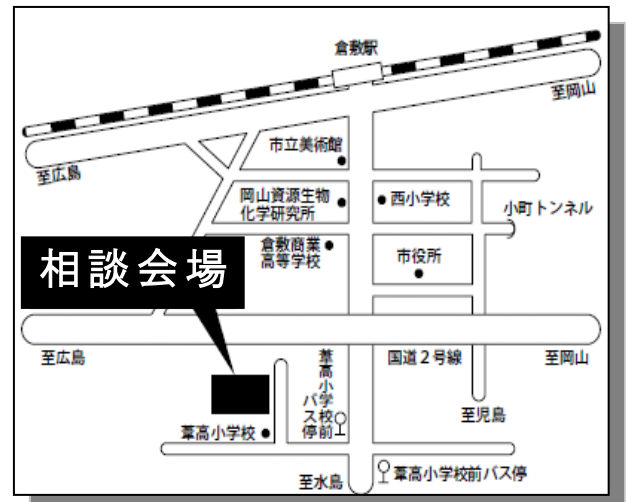 倉敷駅
至岡山
至広島
市立美術館
岡山資源生物
化学研究所
西小学校
小町トンネル
倉敷商業
高等学校
市役所
相談会場
至広島
国道２号線
至岡山
葦高小学校前
バス停
至児島
葦高小学校
至水島
葦高小学校前バス停